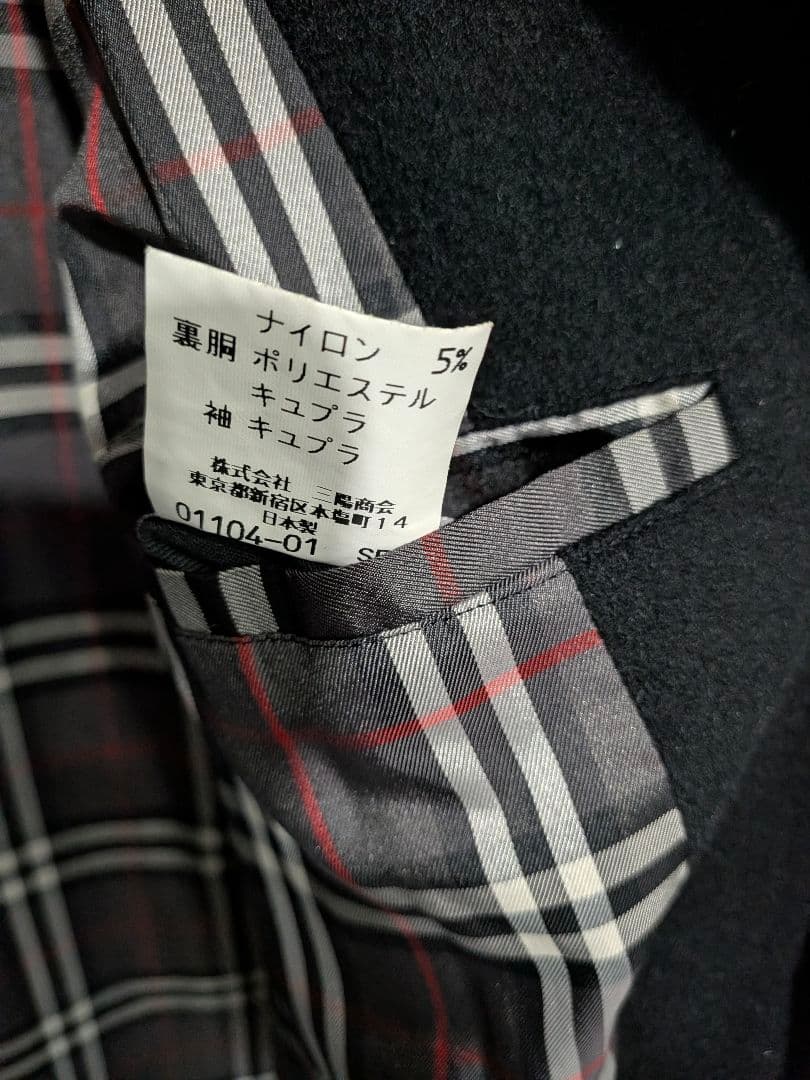 ナイロン 5%
裏胴 ポリエステル
キュプラ
袖 キュプラ
株式会社 三陽商会
東京都新宿区本塩町14
日本製
01104-01